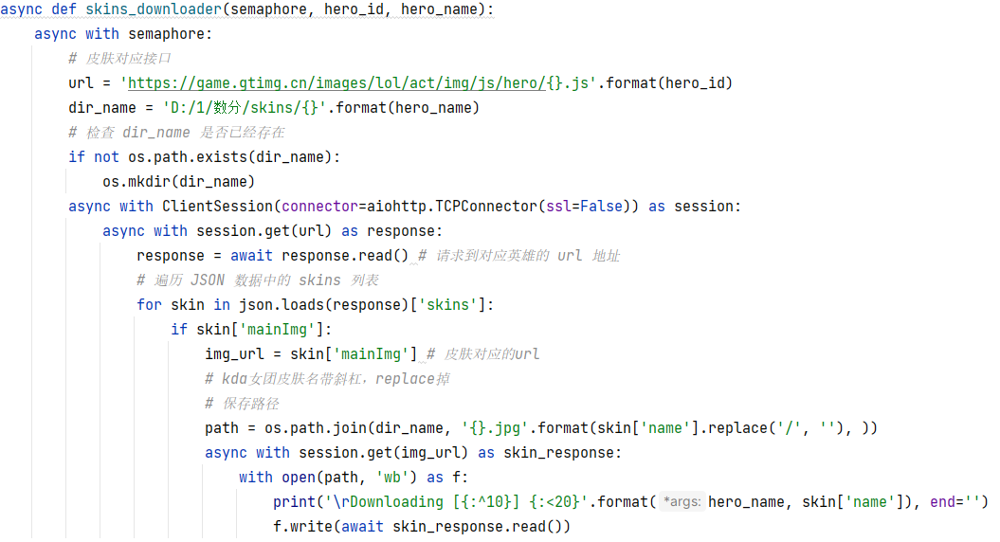 async def skins_downloader(semaphore, hero_id, hero_name):
    async with semaphore:
        # 皮肤对应接口
        url = 'https://game.gtimg.cn/images/lol/act/img/js/hero/{}.js'.format(hero_id)
        dir_name = 'D:/1/数分/skins/{}'.format(hero_name)
        # 检查 dir_name 是否已经存在
        if not os.path.exists(dir_name):
            os.mkdir(dir_name)
        async with ClientSession(connector=aiohttp.TCPConnector(ssl=False)) as session:
            async with session.get(url) as response:
                response = await response.read() # 请求到对应英雄的 url 地址
                # 遍历 JSON 数据中的 skins 列表
                for skin in json.loads(response)['skins']:
                    if skin['mainImg']:
                        img_url = skin['mainImg'] # 皮肤对应的url
                        # kda女团皮肤名带斜杠，replace掉
                        # 保存路径
                        path = os.path.join(dir_name, '{}.jpg'.format(skin['name'].replace('/', ''), ))
                        async with session.get(img_url) as skin_response:
                            with open(path, 'wb') as f:
                                print('\rDownloading [{:^10}] {:<20}'.format( *args: hero_name, skin['name']), end='')
                                f.write(await skin_response.read())